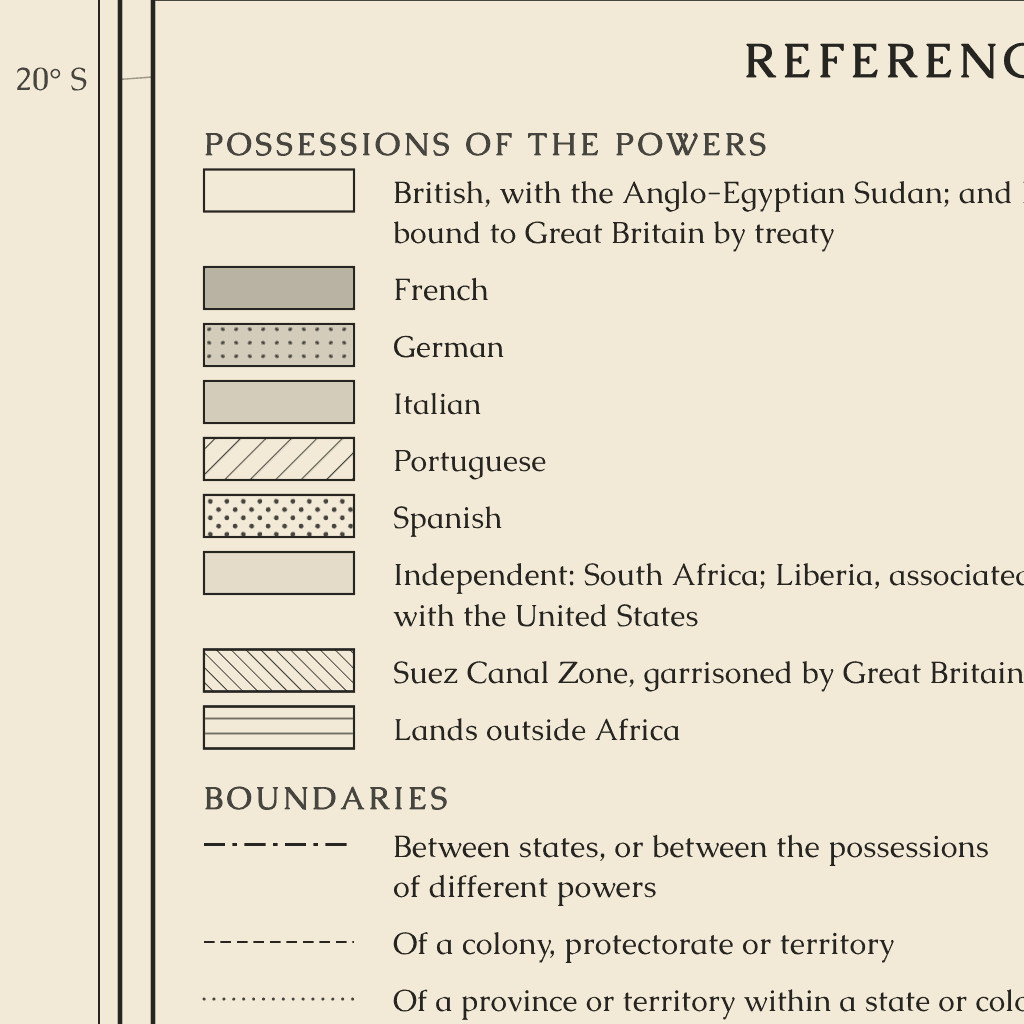 20° S
REFERENC
POSSESSIONS OF THE POWERS
British, with the Anglo-Egyptian Sudan; and
bound to Great Britain by treaty
French
German
Italian
Portuguese
Spanish
Independent: South Africa; Liberia, associated
with the United States
Suez Canal Zone, garrisoned by Great Britain
Lands outside Africa
BOUNDARIES
Between states, or between the possessions
of different powers
Of a colony, protectorate or territory
Of a province or territory within a state or colo